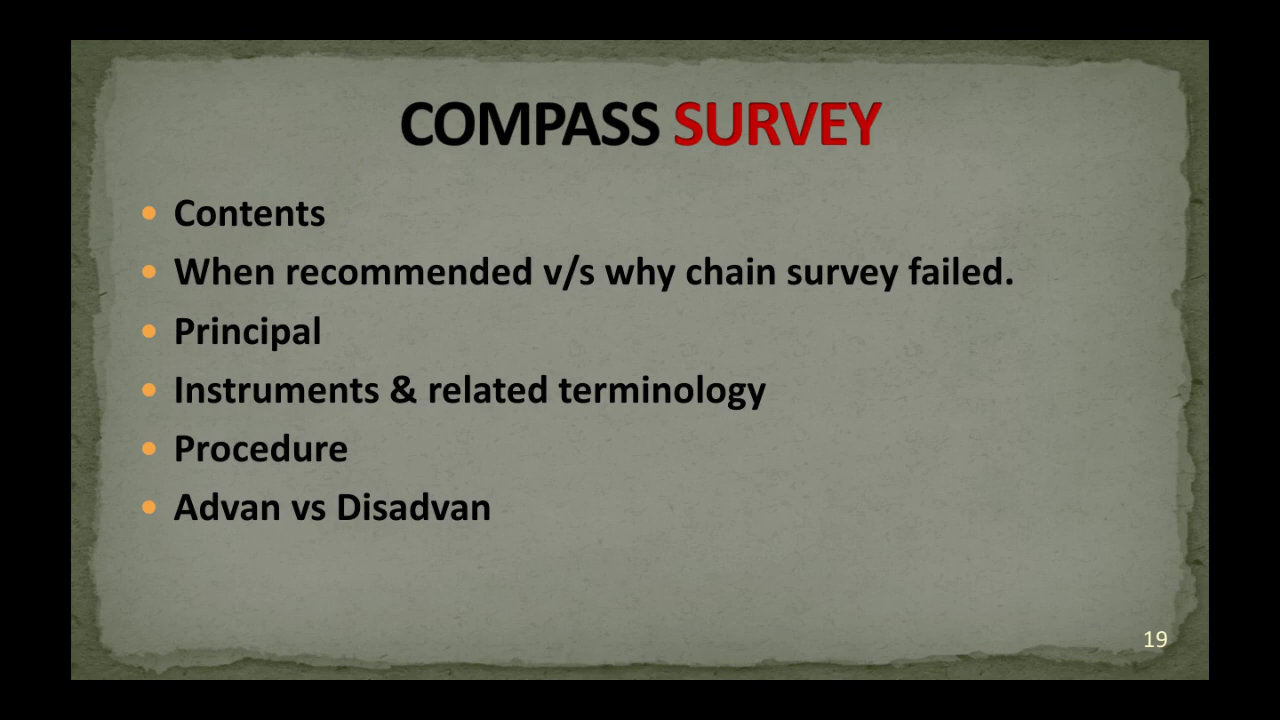 COMPASS SURVEY
• Contents
• When recommended v/s why chain survey failed.
• Principal
• Instruments & related terminology
• Procedure
• Advan vs Disadvan
19